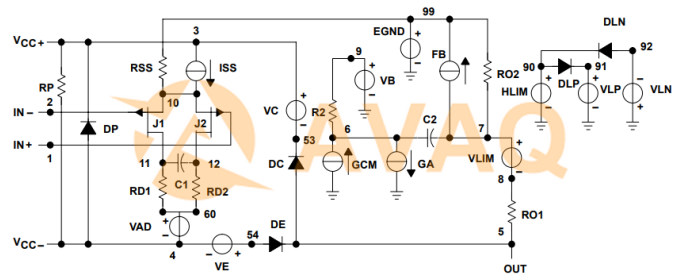 99
DLN
3
EGND
FB
92
VCC+
9
90
91
RSS
ISS
RO2
RP
VB
HLIM
DLP
VLP
VLN
10
VC
R2
C2
2
IN−
J1
J2
6
7
DP
53
IN+
1
AVAQ
11
12
DC
GCM
GA
VLIM
C1
8
RD1
RD2
60
RO1
VAD
54
DE
5
VCC−
4
VE
OUT